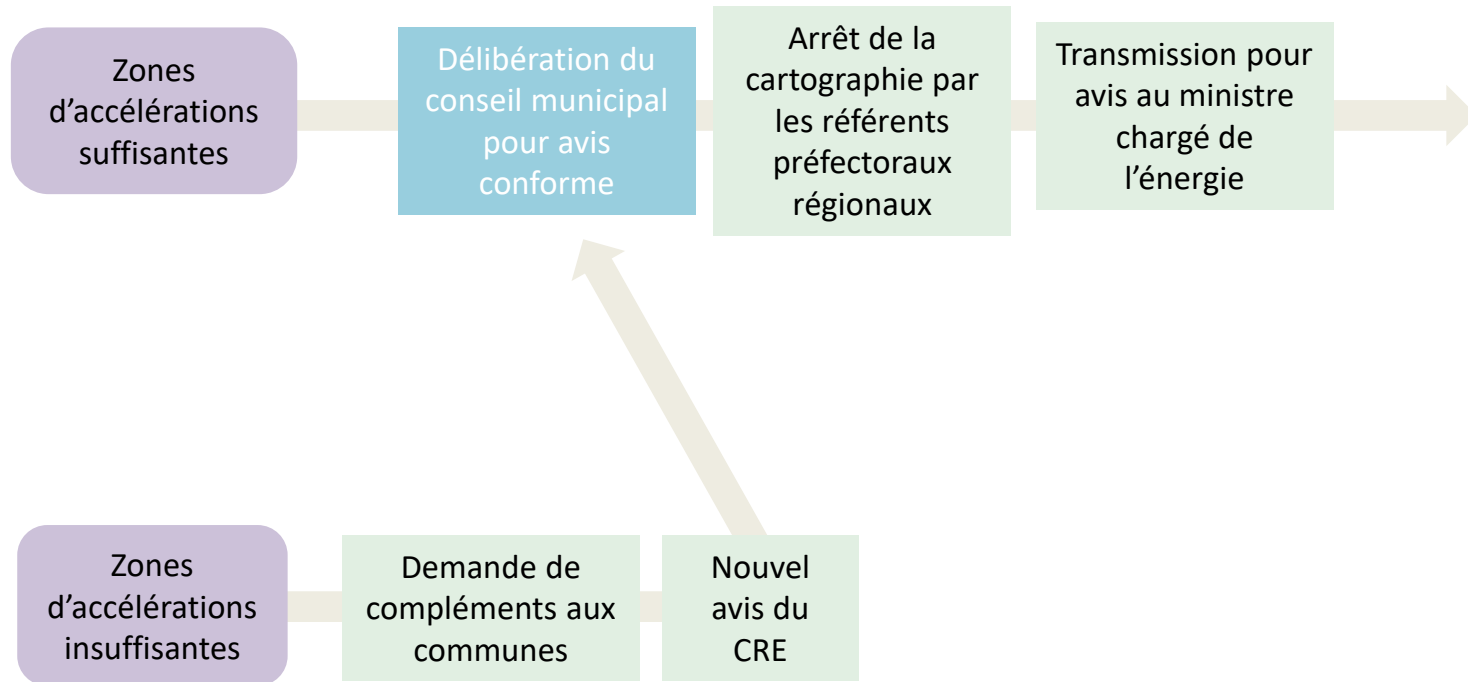 Zones
d’accélérations
suffisantes
Délibération du
conseil municipal
pour avis
conforme
Arrêt de la
cartographie par
les référents
préfectoraux
régionaux
Transmission pour
avis au ministre
chargé de
l’énergie
Zones
d’accélérations
insuffisantes
Demande de
compléments aux
communes
Nouvel
avis du
CRE